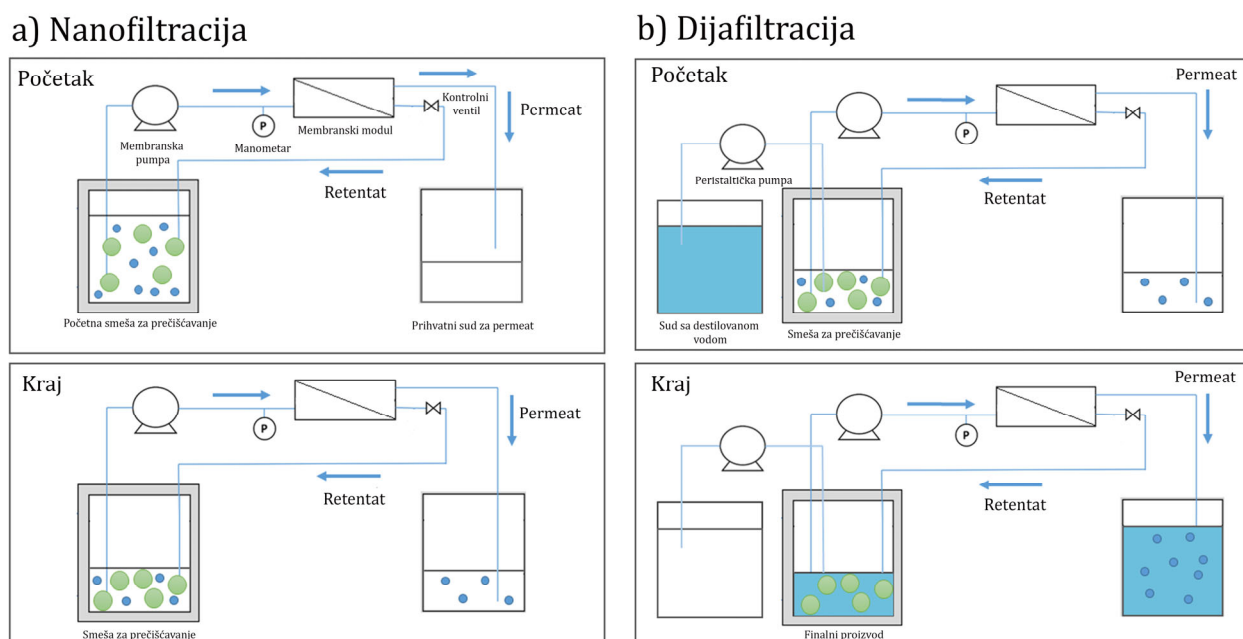 a) Nanofiltracija
Početak
Kontrolni
ventil
Permeat
Membranska
pumpa
P
Manometar
Membranski modul
Retentat
Početna smeša za prečišćavanje
Prihvatni sud za permeat
Kraj
P
Permeat
Retentat
Smeša za prečišćavanje
b) Dijafiltracija
Početak
Permeat
P
Peristaltička pumpa
Retentat
Sud sa destilovanom
vodom
Smeša za prečišćavanje
Kraj
Permeat
P
Retentat
Finalni proizvod